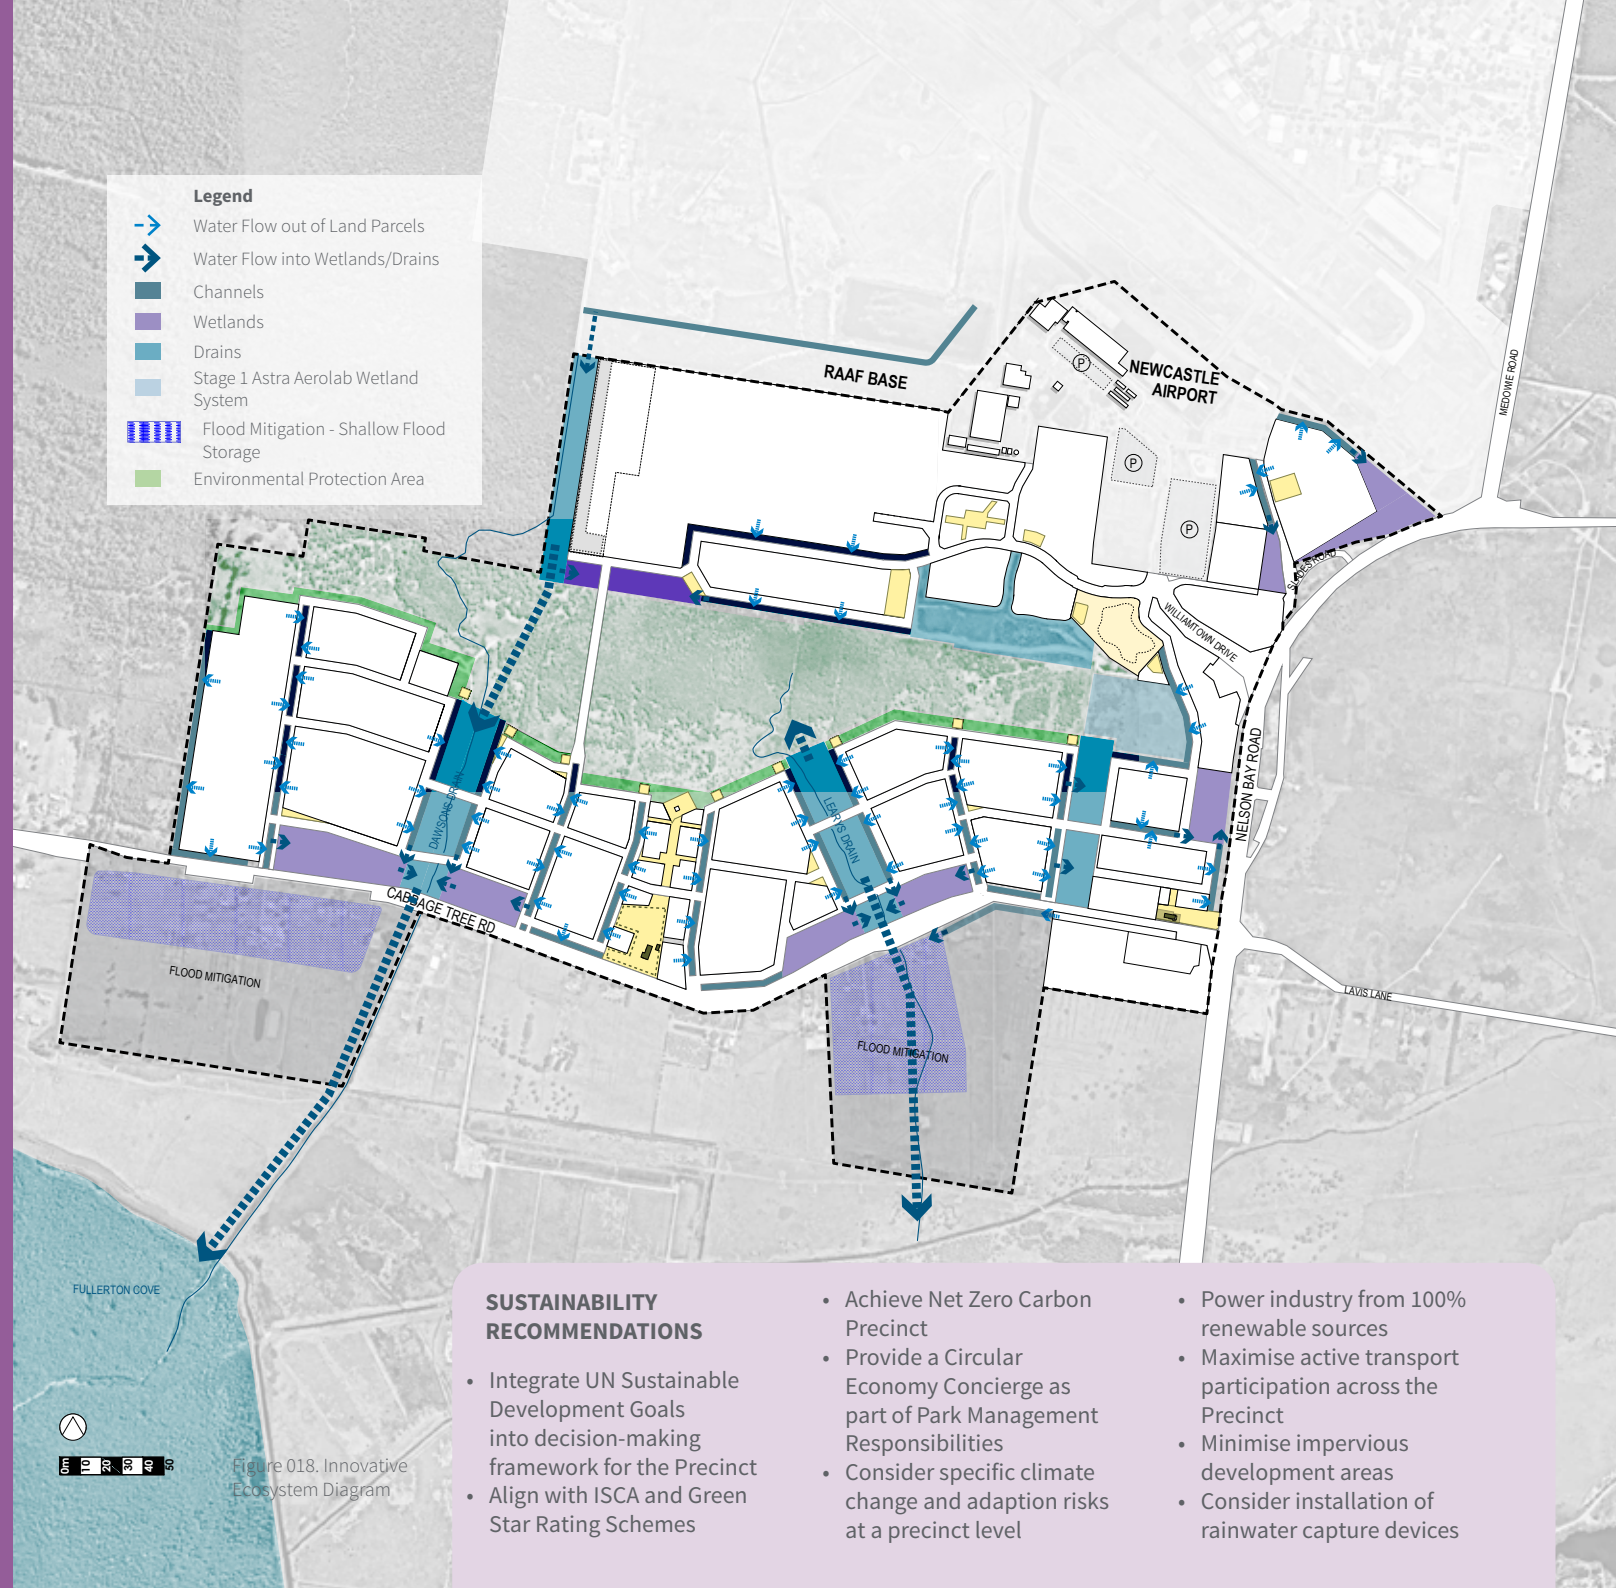 Legend
Water Flow out of Land Parcels
Water Flow into Wetlands/Drains
Channels
Wetlands
Drains
Stage 1 Astra Aerolab Wetland
System
Flood Mitigation - Shallow Flood
Storage
Environmental Protection Area
RAAF BASE
NEWCASTLE
AIRPORT
P
P
P
MEDOWIE ROAD
SLADES ROAD
WILLIAMTOWN DRIVE
NELSON BAY ROAD
DAWSONS DRAIN
LEARYS DRAIN
CABBAGE TREE RD
FLOOD MITIGATION
FLOOD MITIGATION
LAVIS LANE
FULLERTON COVE
0m 10 20 30 40 50
Figure 018. Innovative
Ecosystem Diagram
SUSTAINABILITY
RECOMMENDATIONS
• Integrate UN Sustainable
Development Goals
into decision-making
framework for the Precinct
• Align with ISCA and Green
Star Rating Schemes
• Achieve Net Zero Carbon
Precinct
• Provide a Circular
Economy Concierge as
part of Park Management
Responsibilities
• Consider specific climate
change and adaption risks
at a precinct level
• Power industry from 100%
renewable sources
• Maximise active transport
participation across the
Precinct
• Minimise impervious
development areas
• Consider installation of
rainwater capture devices